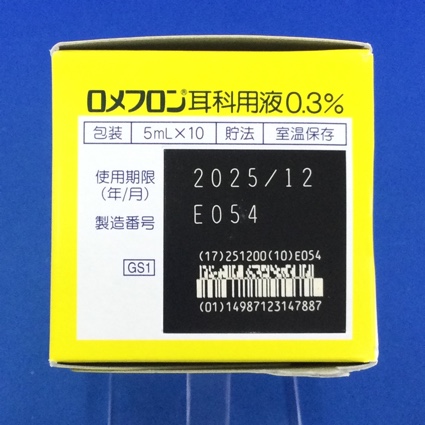 ロメフロン®耳科用液0.3%
包装 5mL×10 貯法 室温保存
使用期限 2025/12
(年/月)
製造番号 E054
GS1
(17)251200(10)E054
(01)14987123147887